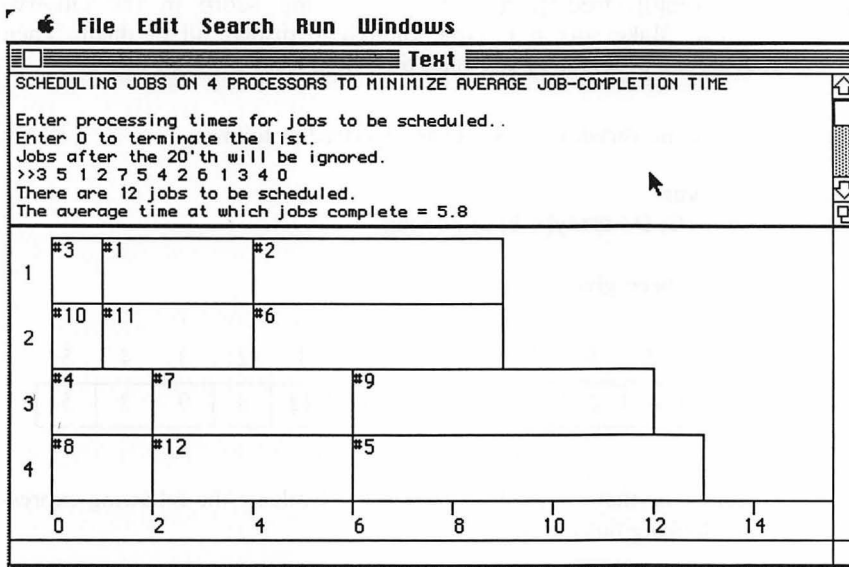 File Edit Search Run Windows
Text
SCHEDULING JOBS ON 4 PROCESSORS TO MINIMIZE AVERAGE JOB-COMPLETION TIME
Enter processing times for jobs to be scheduled..
Enter 0 to terminate the list.
Jobs after the 20'th will be ignored.
>>3 5 1 2 7 5 4 2 6 1 3 4 0
There are 12 jobs to be scheduled.
The average time at which jobs complete = 5.8
1 #3 #1 #2
2 #10 #11 #6
3 #4 #7 #9
4 #8 #12 #5
0 2 4 6 8 10 12 14